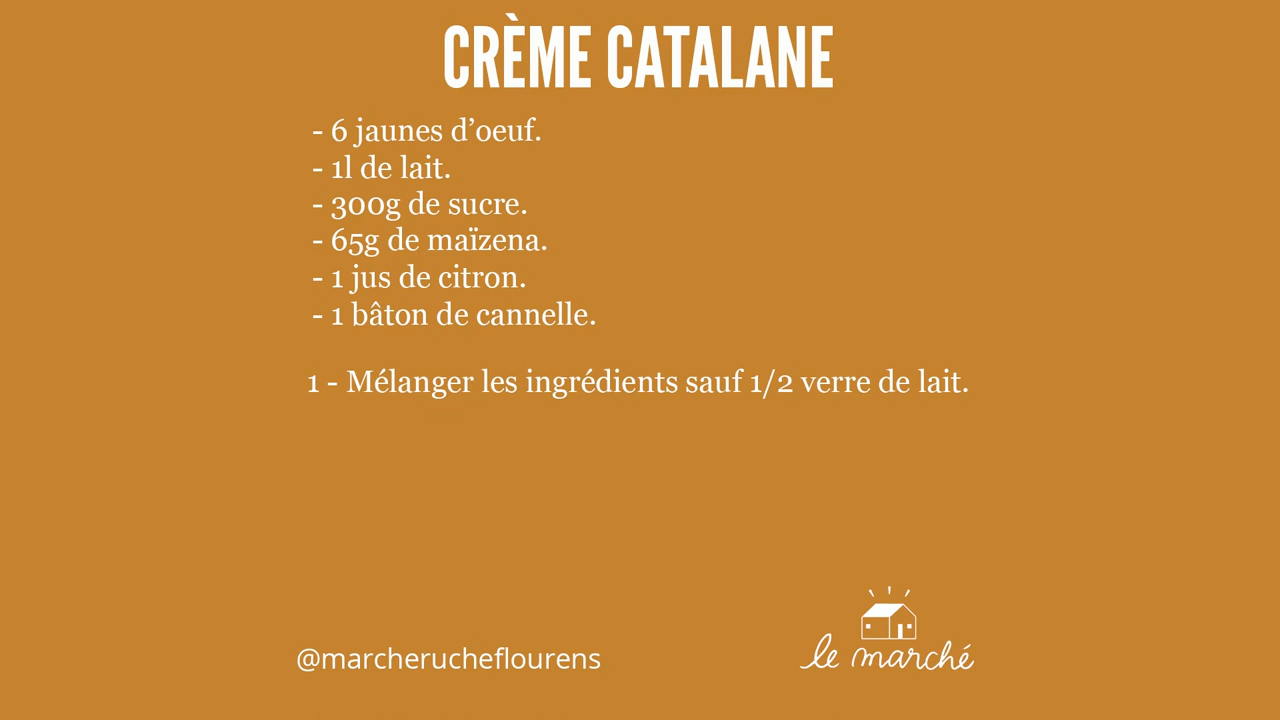 CRÈME CATALANE
- 6 jaunes d’oeuf.
- 1l de lait.
- 300g de sucre.
- 65g de maïzena.
- 1 jus de citron.
- 1 bâton de cannelle.
1 - Mélanger les ingrédients sauf 1/2 verre de lait.
@marcherucheflourens
le marché